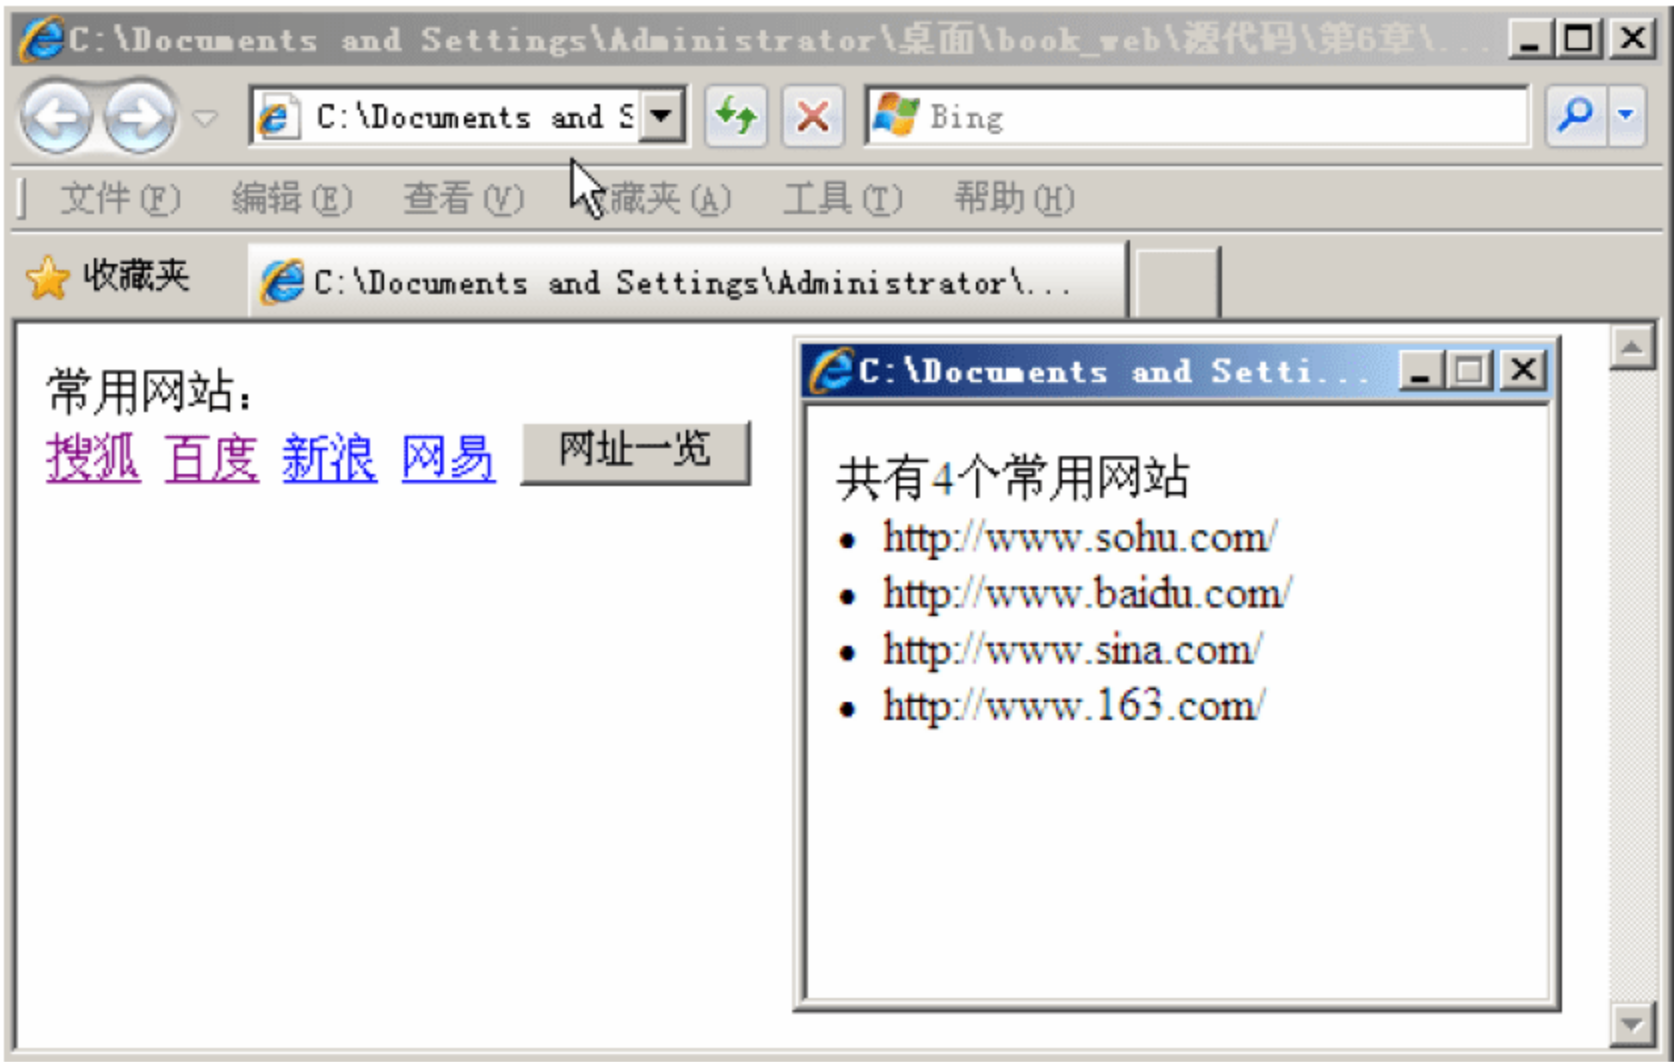 C:\Documents and Settings\Administrator\桌面\book_web\源代码\第6章\...
C:\Documents and S
Bing
文件(F) 编辑(E) 查看(V) 藏夹(A) 工具(T) 帮助(H)
收藏夹
C:\Documents and Settings\Administrator\...
常用网站：
搜狐 百度 新浪 网易 网址一览
C:\Documents and Setti...
共有4个常用网站
• http://www.sohu.com/
• http://www.baidu.com/
• http://www.sina.com/
• http://www.163.com/